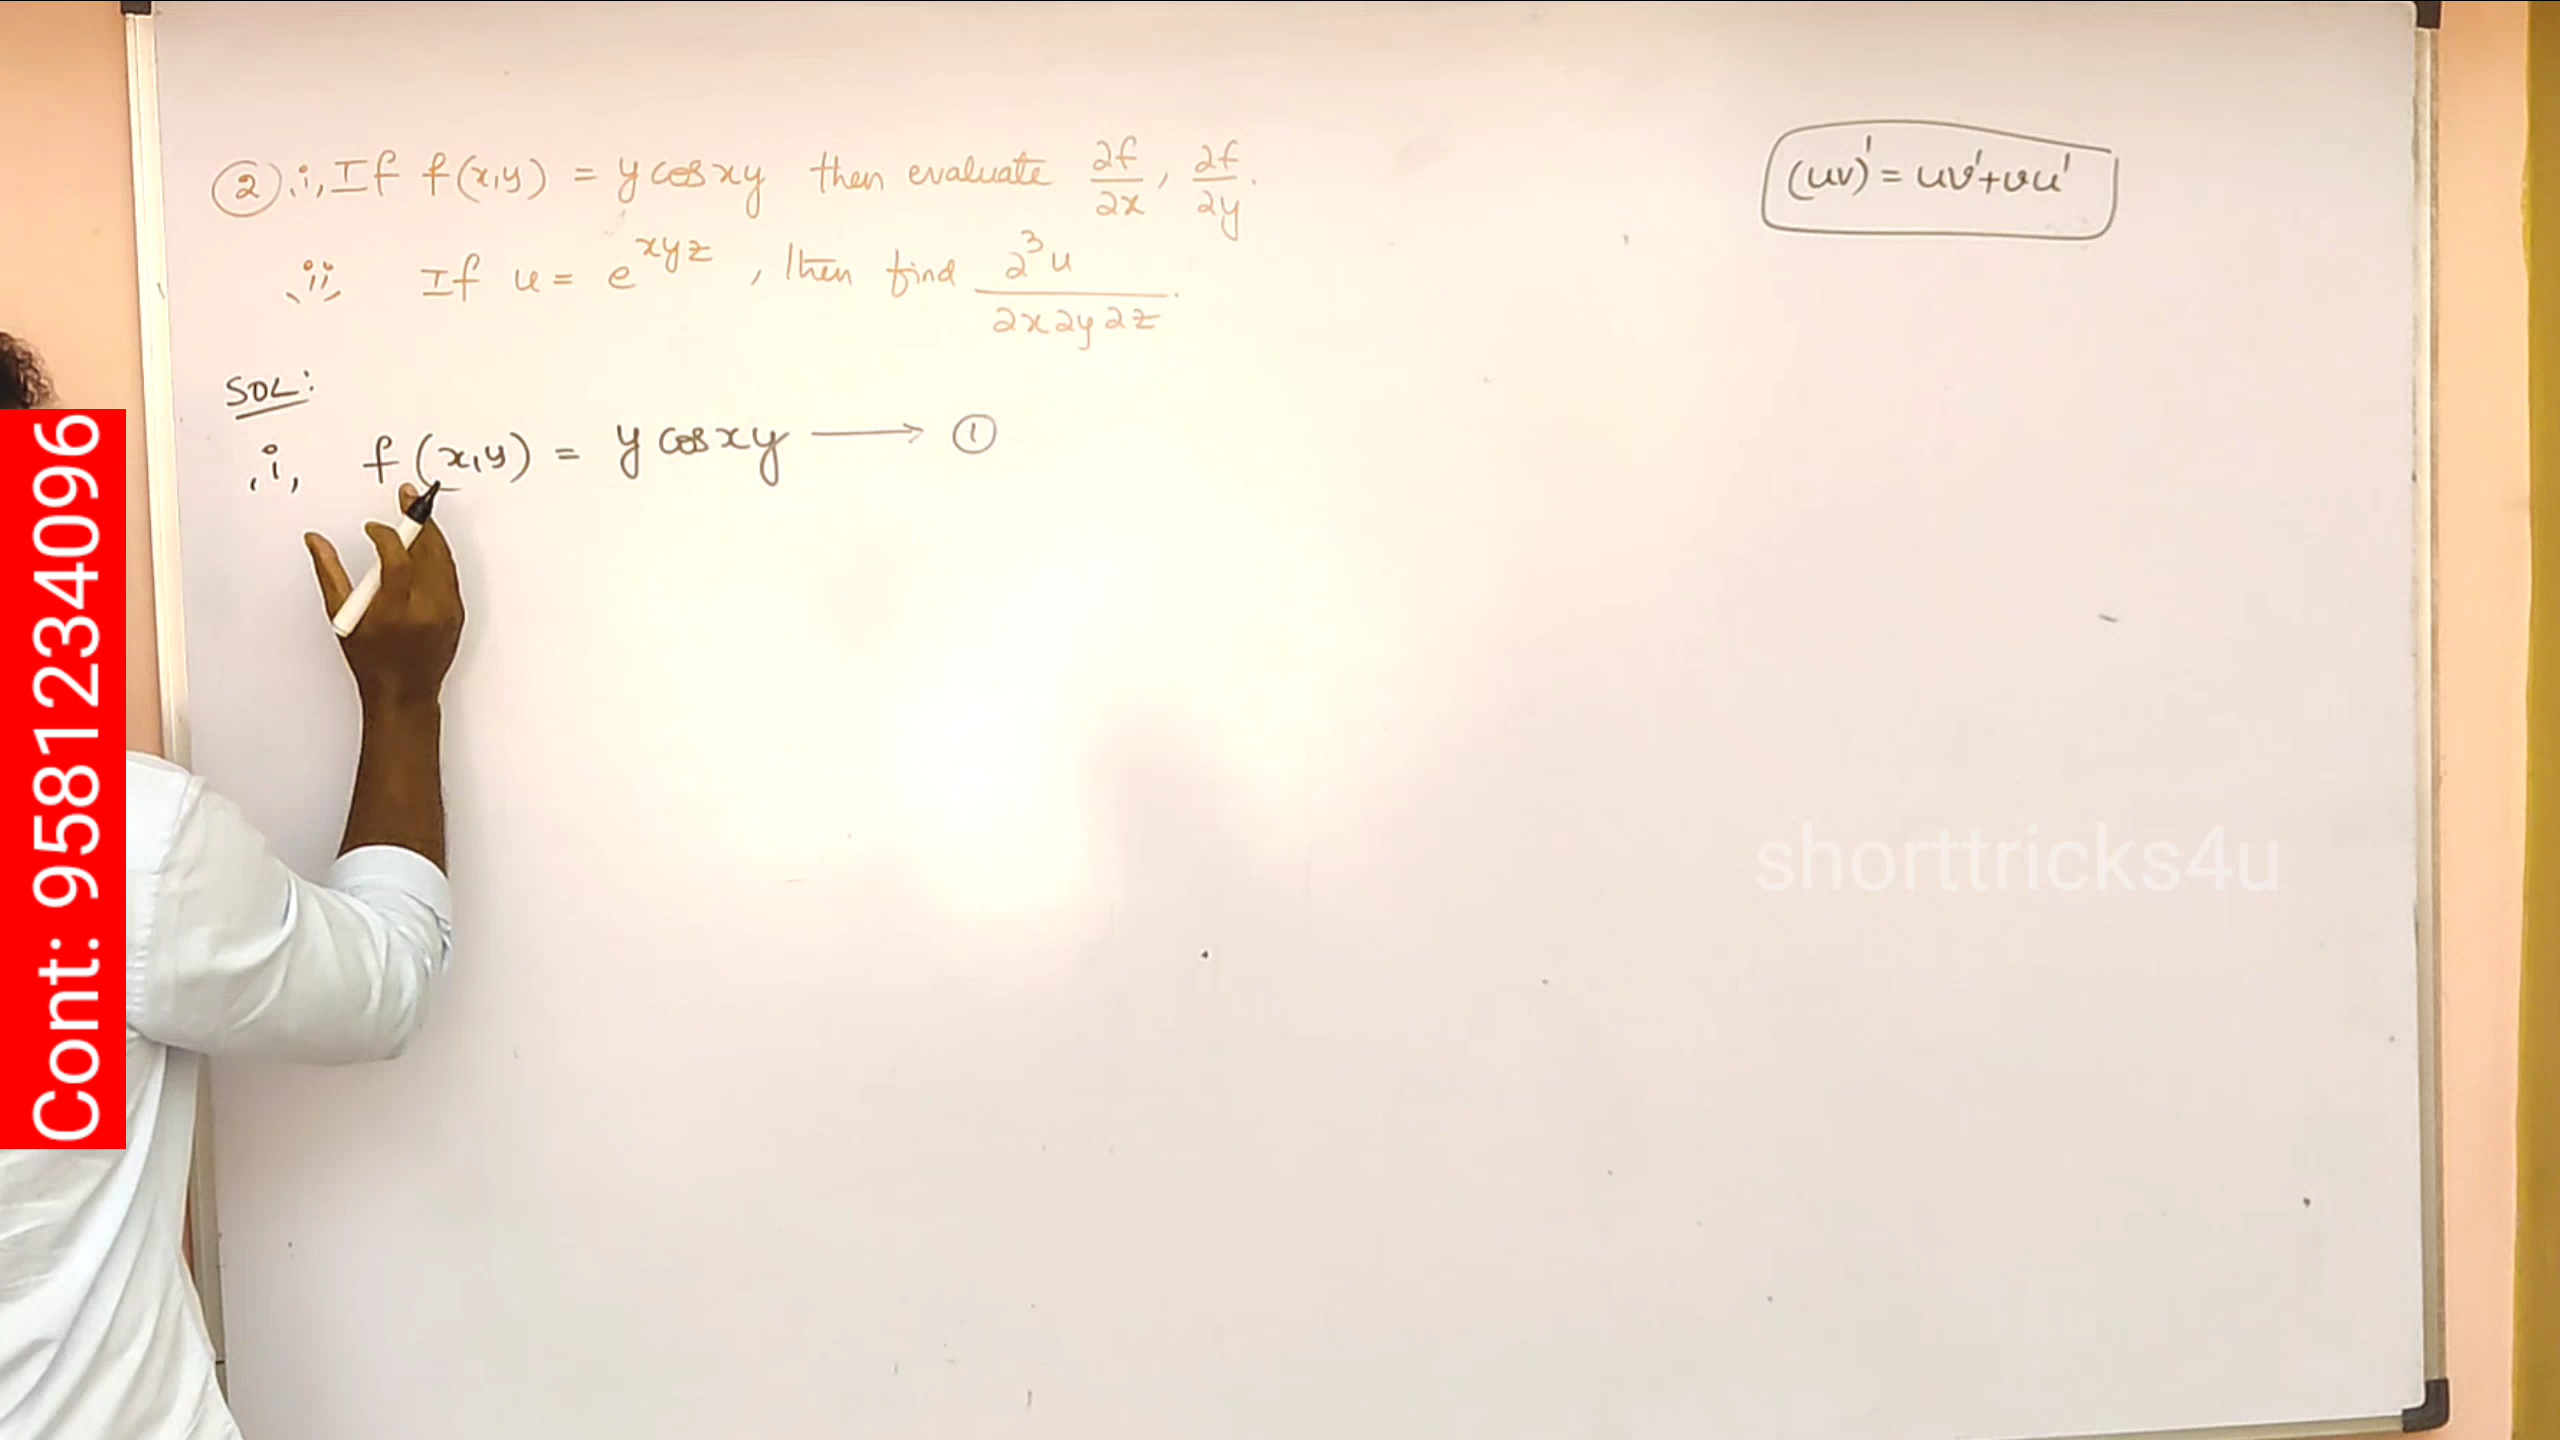 ② i, If f(x,y) = y cos xy then evaluate ∂f/∂x, ∂f/∂y.
ii, If u = e^xyz, then find ∂³u/∂x∂y∂z.
(uv)' = uv'+vu'
SOL:
i, f(x,y) = y cos xy ⟶ ①
shorttricks4u
Cont: 9581234096